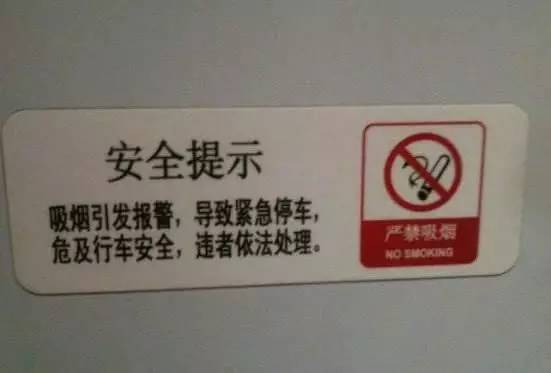 安全提示
吸烟引发报警，导致紧急停车，
危及行车安全，违者依法处理。
严禁吸烟
NO SMOKING